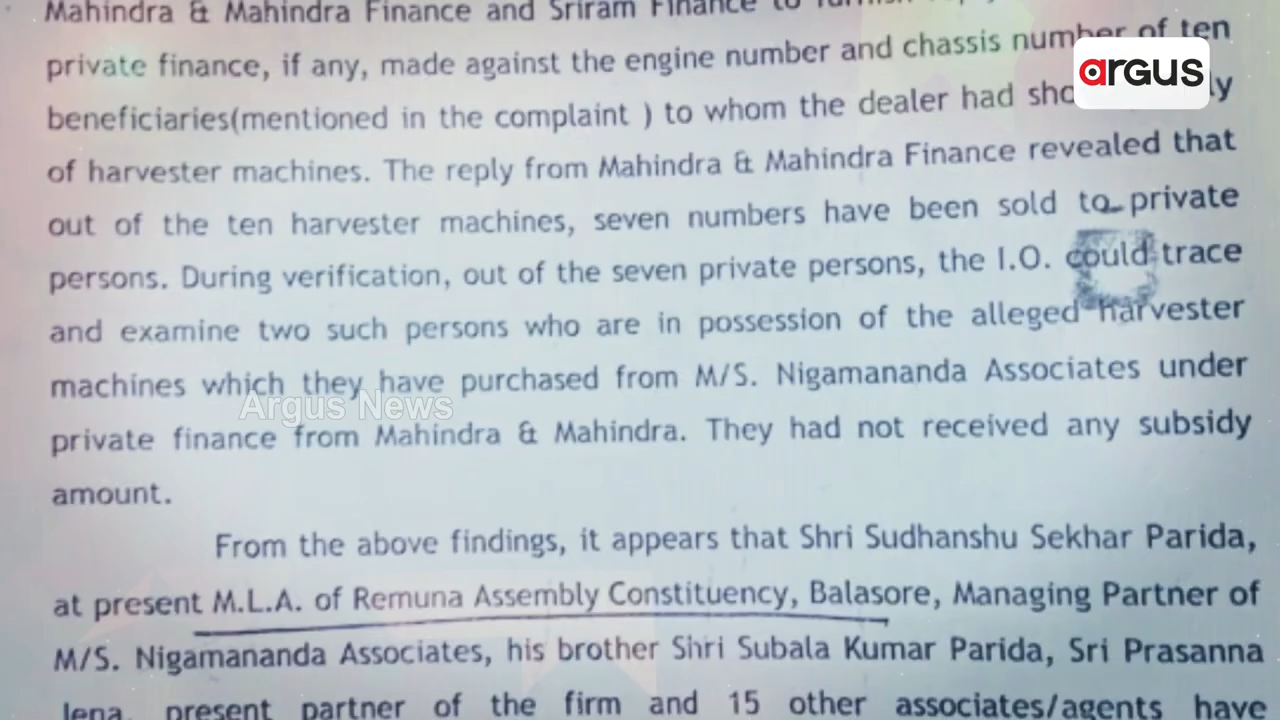 Mahindra & Mahindra Finance and Sriram Finance to furnish
private finance, if any, made against the engine number and chassis number of ten
argus
beneficiaries(mentioned in the complaint ) to whom the dealer had
of harvester machines. The reply from Mahindra & Mahindra Finance revealed that
out of the ten harvester machines, seven numbers have been sold to private
persons. During verification, out of the seven private persons, the I.O. could trace
and examine two such persons who are in possession of the alleged harvester
machines which they have purchased from M/S. Nigamananda Associates under
Argus News
private finance from Mahindra & Mahindra. They had not received any subsidy
amount.
From the above findings, it appears that Shri Sudhanshu Sekhar Parida,
at present M.L.A. of Remuna Assembly Constituency, Balasore, Managing Partner of
M/S. Nigamananda Associates, his brother Shri Subala Kumar Parida, Sri Prasanna
Jena, present partner of the firm and 15 other associates/agents have